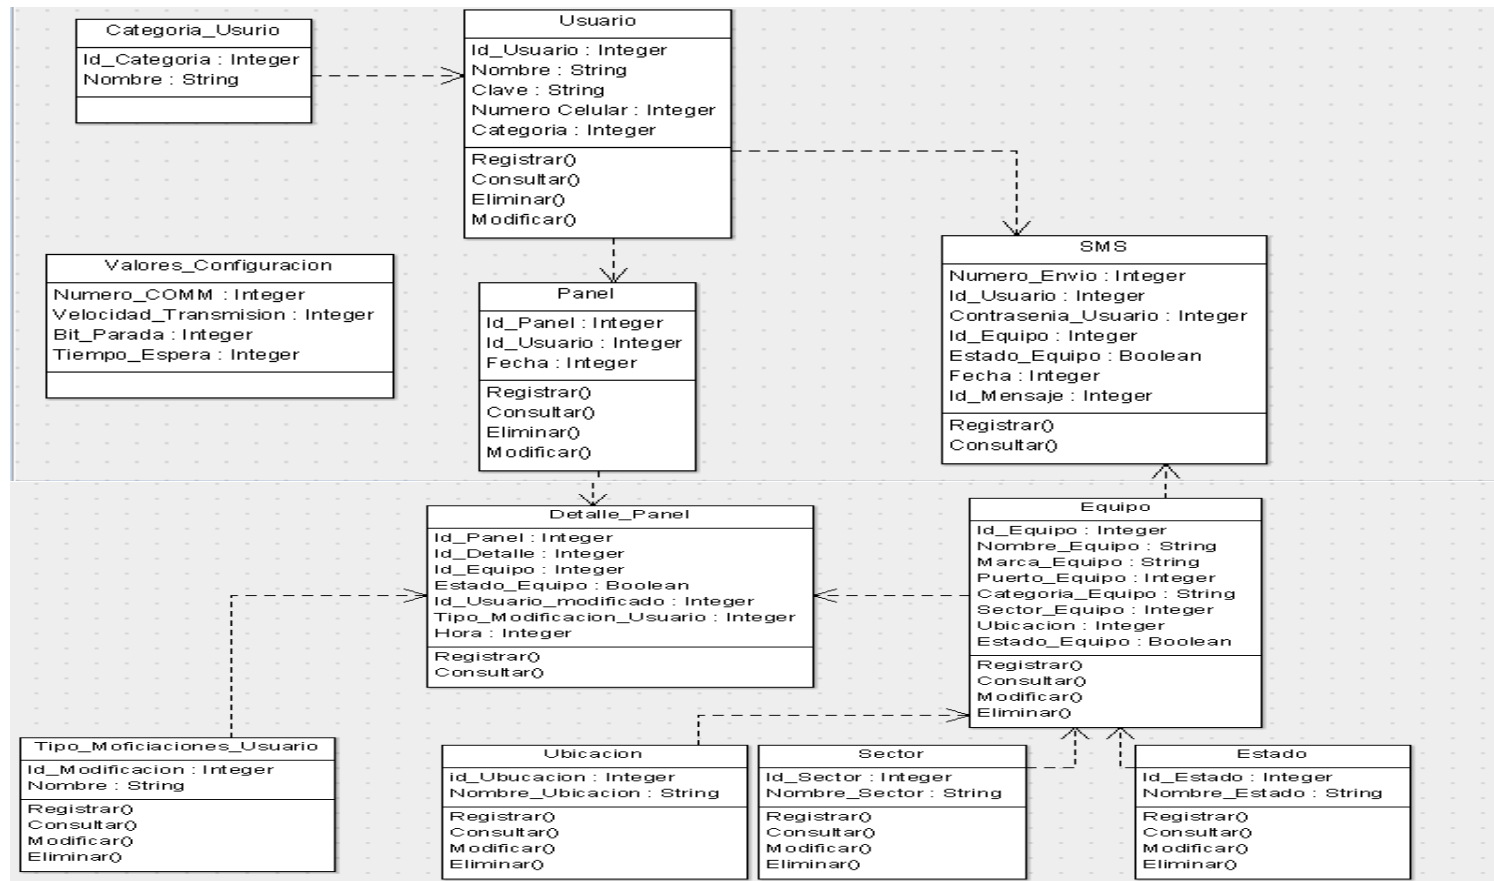 Categoria_Usurio
Id_Categoria : Integer
Nombre : String
Usuario
Id_Usuario : Integer
Nombre : String
Clave : String
Numero Celular : Integer
Categoria : Integer
Registrar()
Consultar()
Eliminar()
Modificar()
Valores_Configuracion
Numero_COMM : Integer
Velocidad_Transmision : Integer
Bit_Parada : Integer
Tiempo_Espera : Integer
Panel
Id_Panel : Integer
Id_Usuario : Integer
Fecha : Integer
Registrar()
Consultar()
Eliminar()
Modificar()
SMS
Numero_Envio : Integer
Id_Usuario : Integer
Contrasenia_Usuario : Integer
Id_Equipo : Integer
Estado_Equipo : Boolean
Fecha : Integer
Id_Mensaje : Integer
Registrar()
Consultar()
Detalle_Panel
Id_Panel : Integer
Id_Detalle : Integer
Id_Equipo : Integer
Estado_Equipo : Boolean
Id_Usuario_modificado : Integer
Tipo_Modificacion_Usuario : Integer
Hora : Integer
Registrar()
Consultar()
Equipo
Id_Equipo : Integer
Nombre_Equipo : String
Marca_Equipo : String
Puerto_Equipo : Integer
Categoria_Equipo : String
Sector_Equipo : Integer
Ubicacion : Integer
Estado_Equipo : Boolean
Registrar()
Consultar()
Modificar()
Eliminar()
Tipo_Moficiaciones_Usuario
Id_Modificacion : Integer
Nombre : String
Registrar()
Consultar()
Modificar()
Eliminar()
Ubicacion
id_Ubucacion : Integer
Nombre_Ubicacion : String
Registrar()
Consultar()
Modificar()
Eliminar()
Sector
Id_Sector : Integer
Nombre_Sector : String
Registrar()
Consultar()
Modificar()
Eliminar()
Estado
Id_Estado : Integer
Nombre_Estado : String
Registrar()
Consultar()
Modificar()
Eliminar()